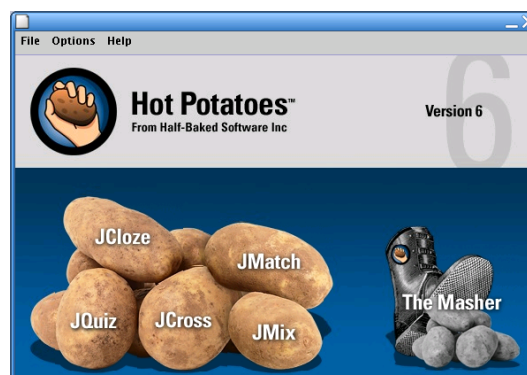 File Options Help
Hot Potatoes™
From Half-Baked Software Inc
Version 6
6
JCloze
JMatch
The Masher
JQuiz
JCross
JMix